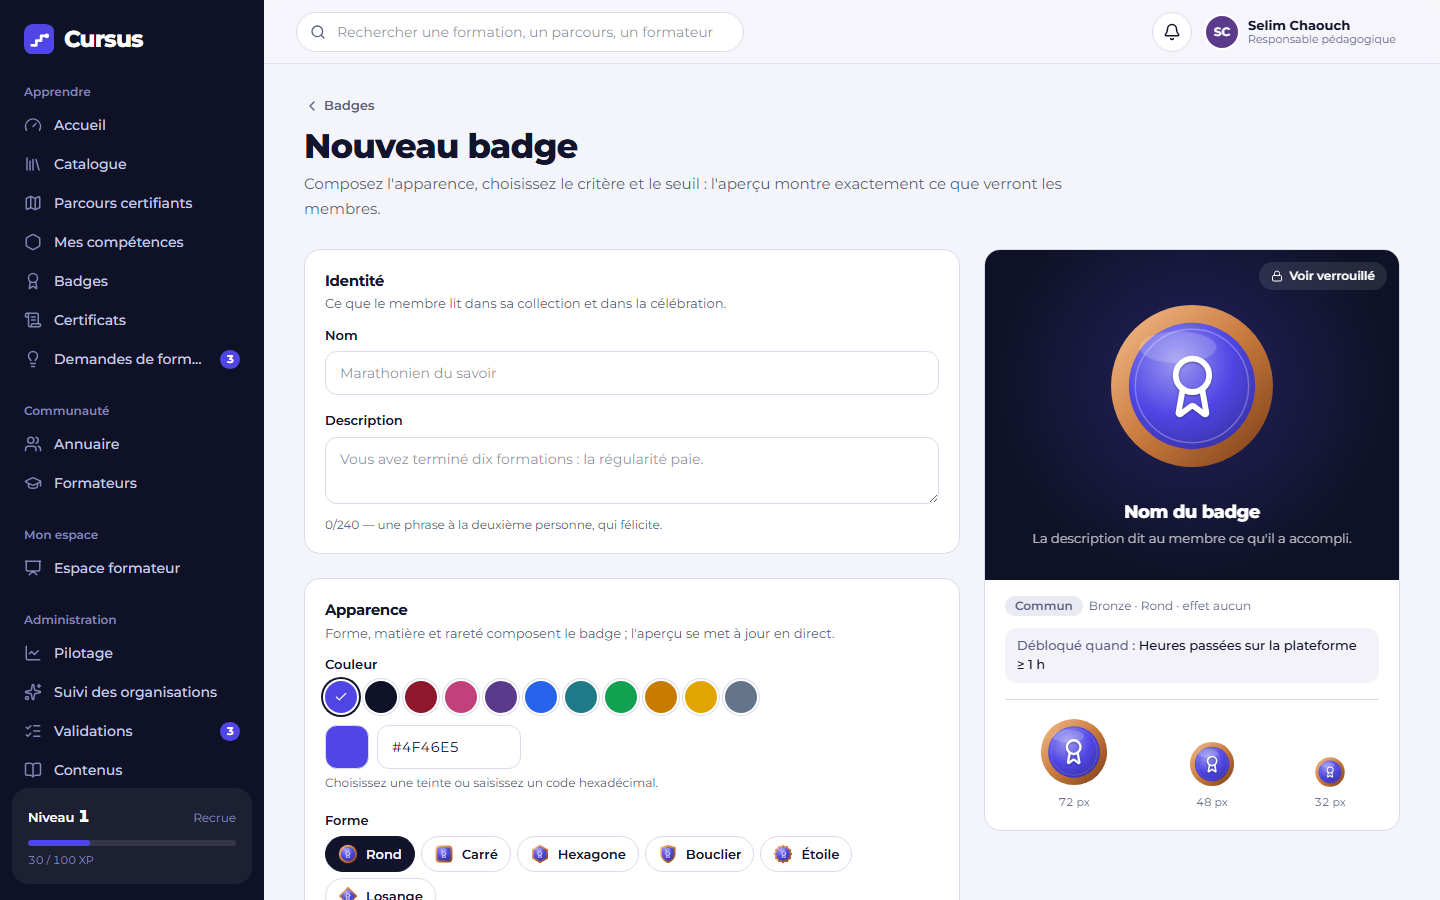 Cursus
Rechercher une formation, un parcours, un formateur
SC
Selim Chaouch
Responsable pédagogique
Apprendre
Accueil
Catalogue
Parcours certifiants
Mes compétences
Badges
Certificats
Demandes de form... 3
Communauté
Annuaire
Formateurs
Mon espace
Espace formateur
Administration
Pilotage
Suivi des organisations
Validations 3
Contenus
Niveau 1 Recrue
30 / 100 XP
Badges
Nouveau badge
Composez l'apparence, choisissez le critère et le seuil : l'aperçu montre exactement ce que verront les
membres.
Identité
Ce que le membre lit dans sa collection et dans la célébration.
Nom
Marathonien du savoir
Description
Vous avez terminé dix formations : la régularité paie.
0/240 — une phrase à la deuxième personne, qui félicite.
Apparence
Forme, matière et rareté composent le badge ; l'aperçu se met à jour en direct.
Couleur
#4F46E5
Choisissez une teinte ou saisissez un code hexadécimal.
Forme
Rond Carré Hexagone Bouclier Étoile
Losange
Voir verrouillé
Nom du badge
La description dit au membre ce qu'il a accompli.
Commun Bronze · Rond · effet aucun
Débloqué quand : Heures passées sur la plateforme
≥ 1 h
72 px 48 px 32 px